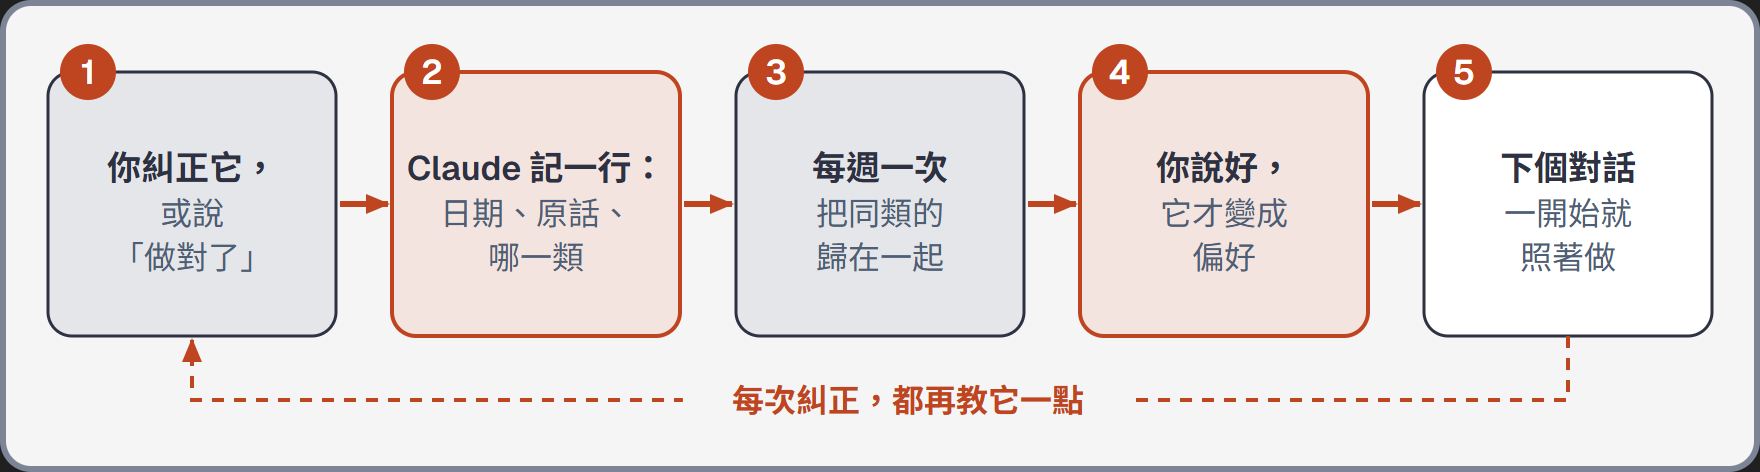 1
你糾正它，
或說
「做對了」
2
Claude 記一行：
日期、原話、
哪一類
3
每週一次
把同類的
歸在一起
4
你說好，
它才變成
偏好
5
下個對話
一開始就
照著做
每次糾正，都再教它一點